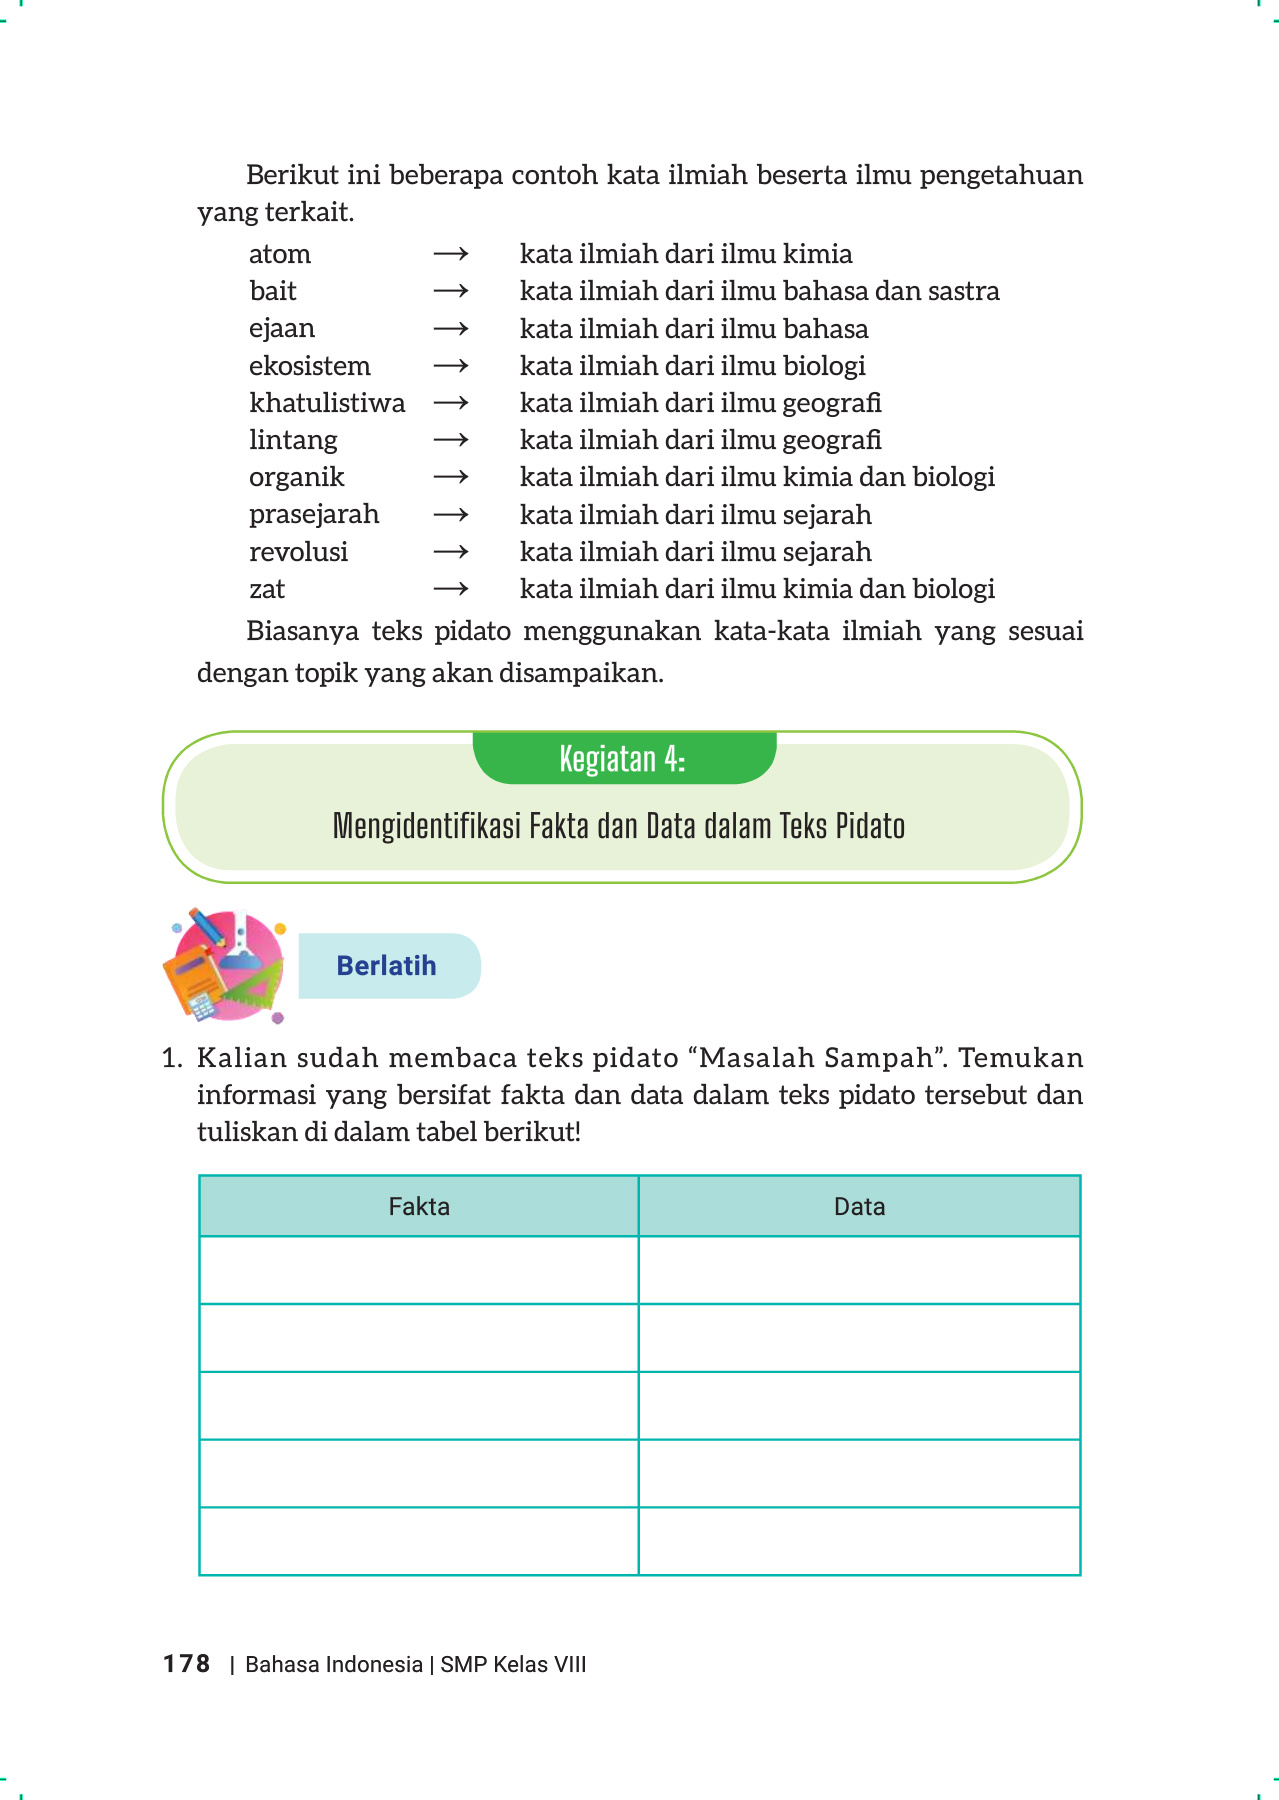 Berikut ini beberapa contoh kata ilmiah beserta ilmu pengetahuan
yang terkait.
atom → kata ilmiah dari ilmu kimia
bait → kata ilmiah dari ilmu bahasa dan sastra
ejaan → kata ilmiah dari ilmu bahasa
ekosistem → kata ilmiah dari ilmu biologi
khatulistiwa → kata ilmiah dari ilmu geografi
lintang → kata ilmiah dari ilmu geografi
organik → kata ilmiah dari ilmu kimia dan biologi
prasejarah → kata ilmiah dari ilmu sejarah
revolusi → kata ilmiah dari ilmu sejarah
zat → kata ilmiah dari ilmu kimia dan biologi
Biasanya teks pidato menggunakan kata-kata ilmiah yang sesuai
dengan topik yang akan disampaikan.
Kegiatan 4:
Mengidentifikasi Fakta dan Data dalam Teks Pidato
Berlatih
1. Kalian sudah membaca teks pidato “Masalah Sampah”. Temukan
informasi yang bersifat fakta dan data dalam teks pidato tersebut dan
tuliskan di dalam tabel berikut!
Fakta Data
178 | Bahasa Indonesia | SMP Kelas VIII